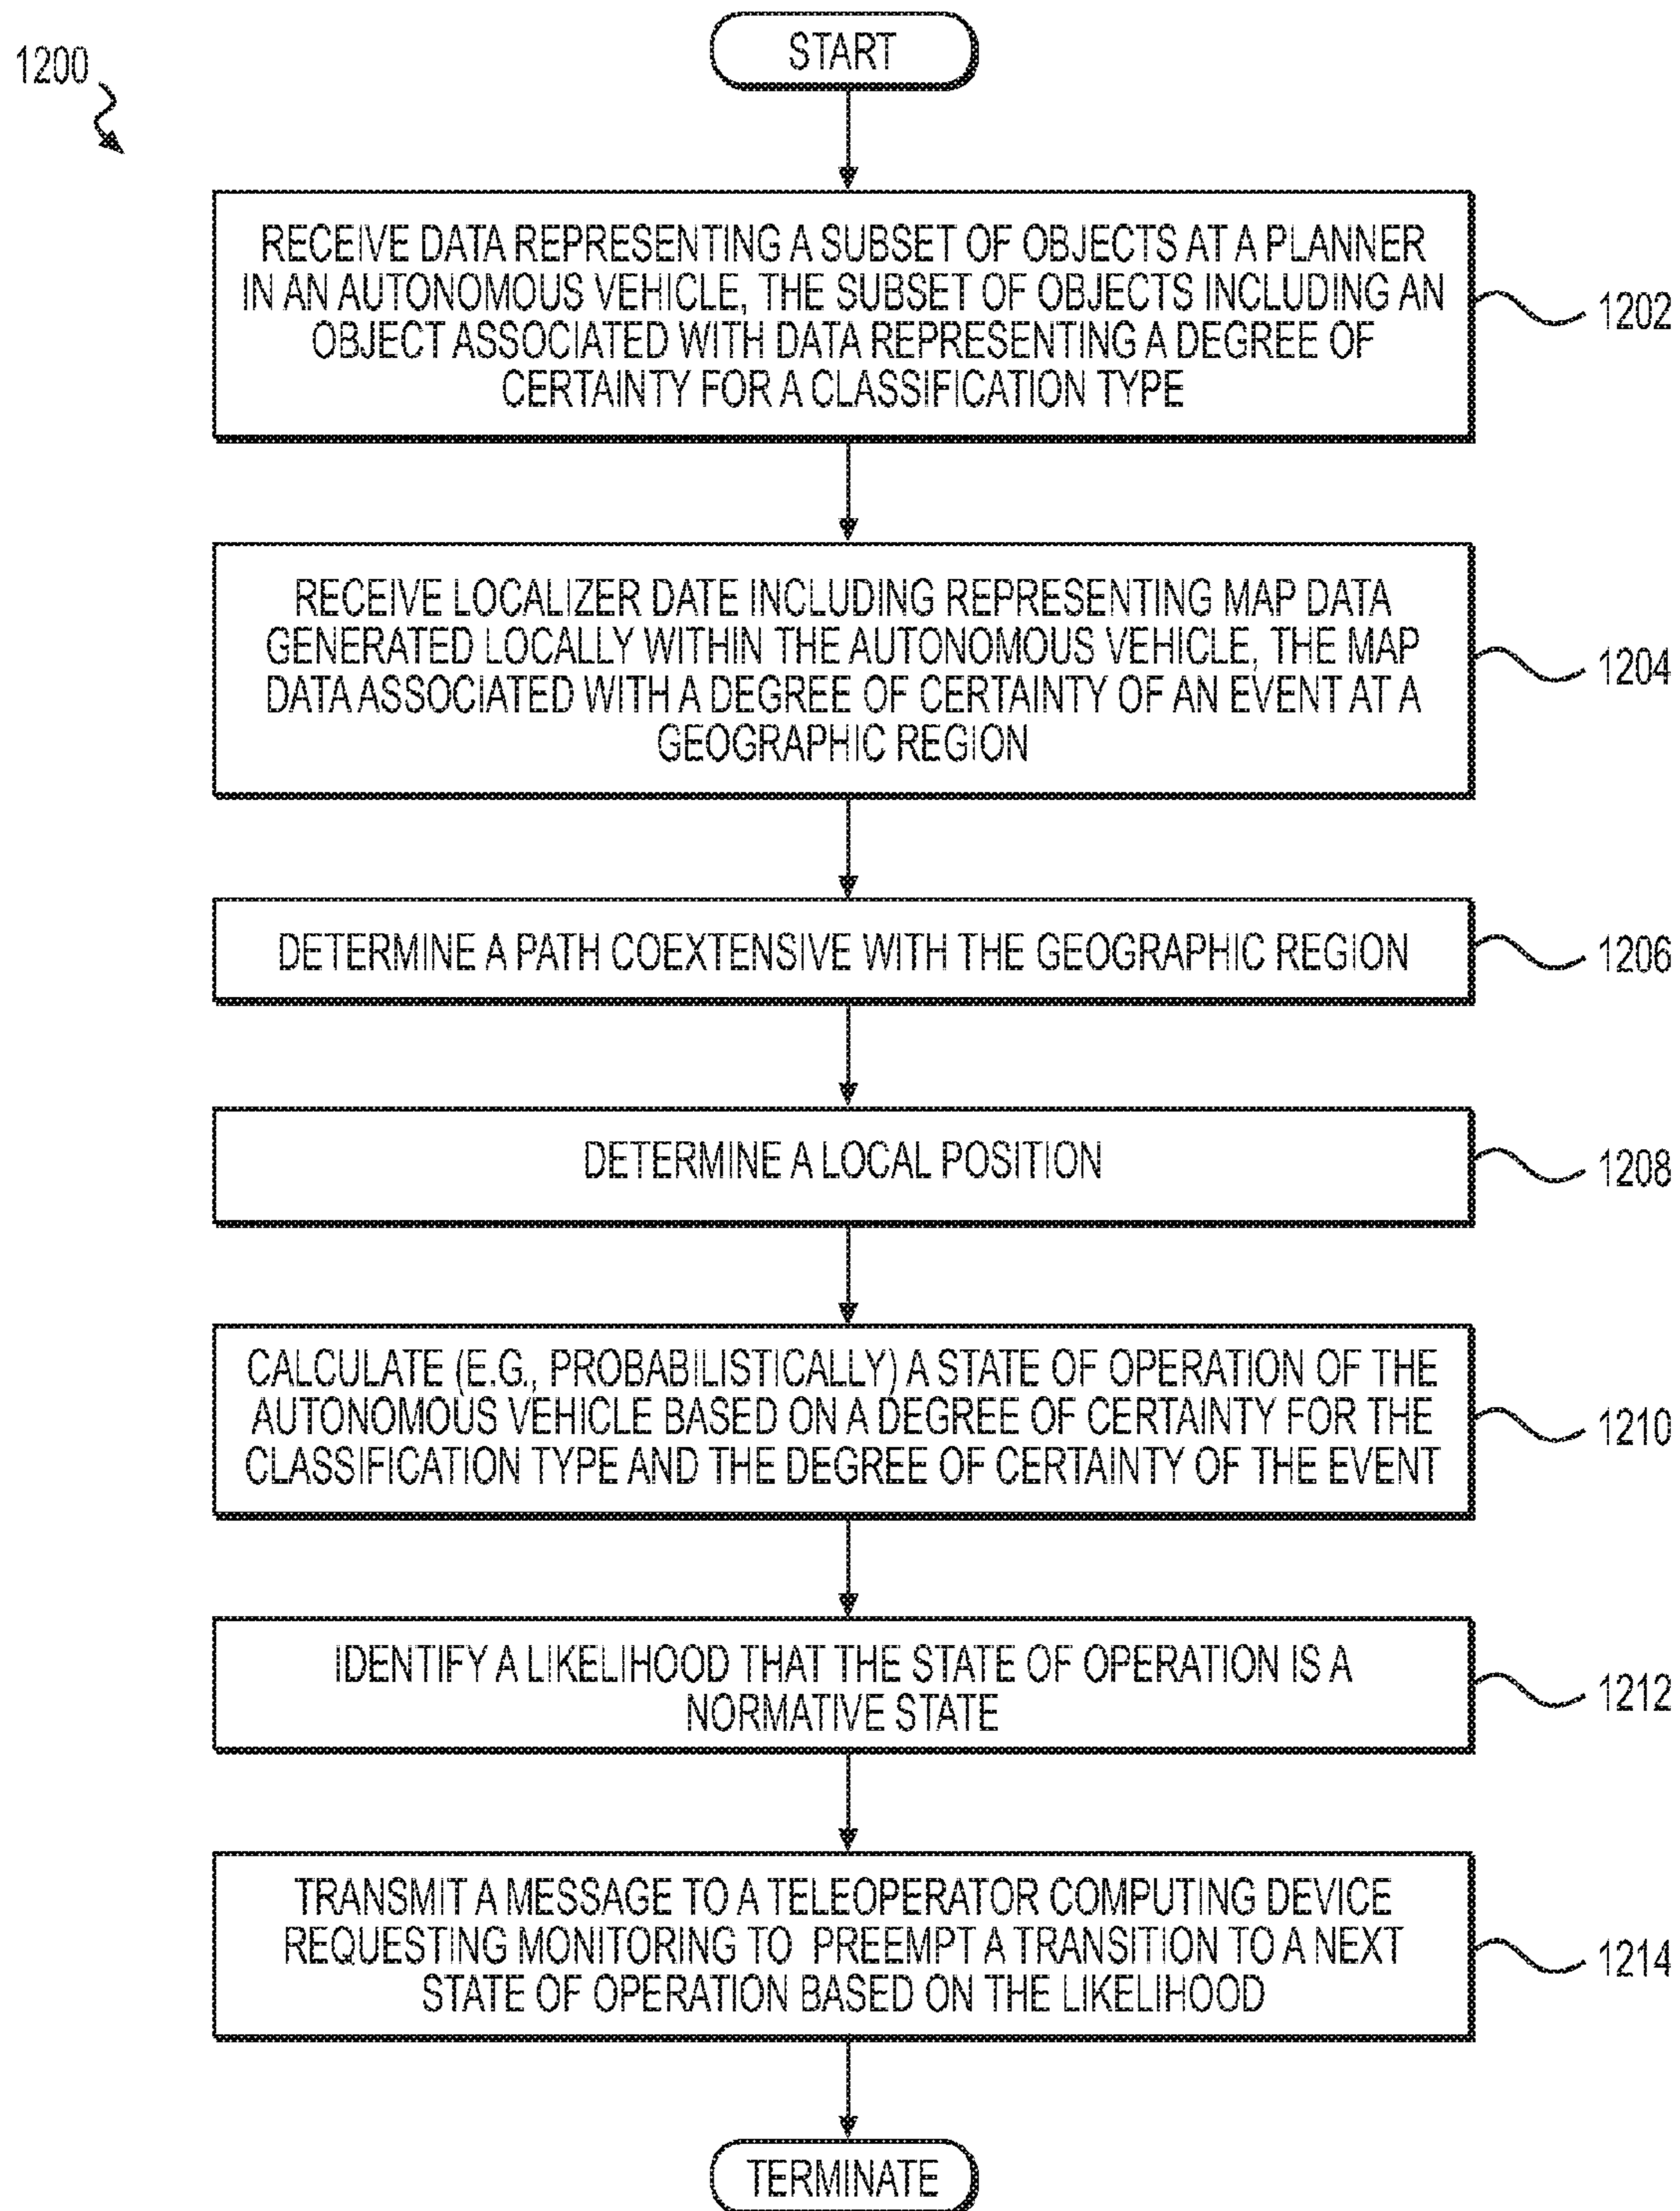 START
1200
RECEIVE DATA REPRESENTING A SUBSET OF OBJECTS AT A PLANNER
IN AN AUTONOMOUS VEHICLE, THE SUBSET OF OBJECTS INCLUDING AN
OBJECT ASSOCIATED WITH DATA REPRESENTING A DEGREE OF
CERTAINTY FOR A CLASSIFICATION TYPE
1202
RECEIVE LOCALIZER DATE INCLUDING REPRESENTING MAP DATA
GENERATED LOCALLY WITHIN THE AUTONOMOUS VEHICLE, THE MAP
DATA ASSOCIATED WITH A DEGREE OF CERTAINTY OF AN EVENT AT A
GEOGRAPHIC REGION
1204
DETERMINE A PATH COEXTENSIVE WITH THE GEOGRAPHIC REGION
1206
DETERMINE A LOCAL POSITION
1208
CALCULATE (E.G., PROBABILISTICALLY) A STATE OF OPERATION OF THE
AUTONOMOUS VEHICLE BASED ON A DEGREE OF CERTAINTY FOR THE
CLASSIFICATION TYPE AND THE DEGREE OF CERTAINTY OF THE EVENT
1210
IDENTIFY A LIKELIHOOD THAT THE STATE OF OPERATION IS A
NORMATIVE STATE
1212
TRANSMIT A MESSAGE TO A TELEOPERATOR COMPUTING DEVICE
REQUESTING MONITORING TO PREEMPT A TRANSITION TO A NEXT
STATE OF OPERATION BASED ON THE LIKELIHOOD
1214
TERMINATE